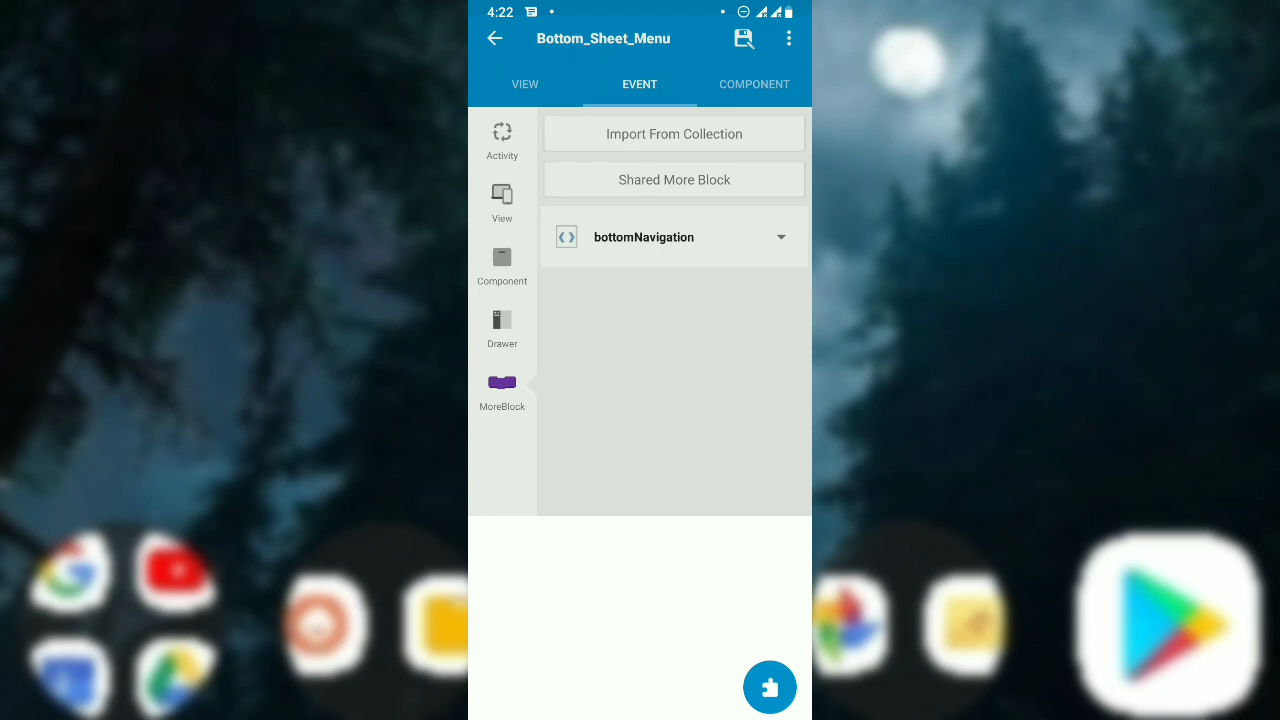 4:22
Bottom_Sheet_Menu
VIEW
EVENT
COMPONENT
Activity
View
Component
Drawer
MoreBlock
Import From Collection
Shared More Block
bottomNavigation